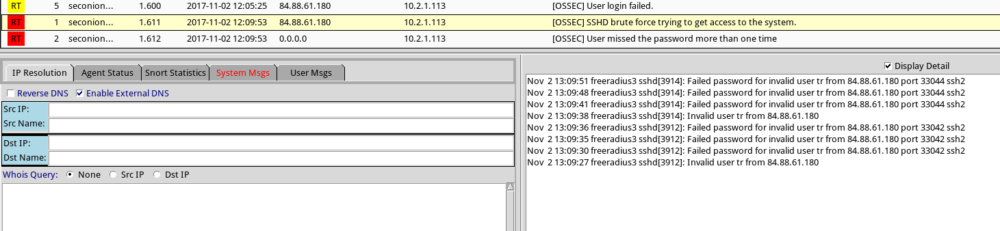 RT 5 seconion... 1.600 2017-11-02 12:05:25 84.88.61.180 10.2.1.113 [OSSEC] User login failed.
RT 1 seconion... 1.611 2017-11-02 12:09:53 84.88.61.180 10.2.1.113 [OSSEC] SSHD brute force trying to get access to the system.
RT 2 seconion... 1.612 2017-11-02 12:09:53 0.0.0.0 10.2.1.113 [OSSEC] User missed the password more than one time
IP Resolution Agent Status Snort Statistics System Msgs User Msgs
Reverse DNS Enable External DNS
Src IP:
Src Name:
Dst IP:
Dst Name:
Whois Query: None Src IP Dst IP
Display Detail
Nov 2 13:09:51 freeradius3 sshd[3914]: Failed password for invalid user tr from 84.88.61.180 port 33044 ssh2
Nov 2 13:09:48 freeradius3 sshd[3914]: Failed password for invalid user tr from 84.88.61.180 port 33044 ssh2
Nov 2 13:09:41 freeradius3 sshd[3914]: Failed password for invalid user tr from 84.88.61.180 port 33044 ssh2
Nov 2 13:09:38 freeradius3 sshd[3914]: Invalid user tr from 84.88.61.180
Nov 2 13:09:36 freeradius3 sshd[3912]: Failed password for invalid user tr from 84.88.61.180 port 33042 ssh2
Nov 2 13:09:35 freeradius3 sshd[3912]: Failed password for invalid user tr from 84.88.61.180 port 33042 ssh2
Nov 2 13:09:30 freeradius3 sshd[3912]: Failed password for invalid user tr from 84.88.61.180 port 33042 ssh2
Nov 2 13:09:27 freeradius3 sshd[3912]: Invalid user tr from 84.88.61.180